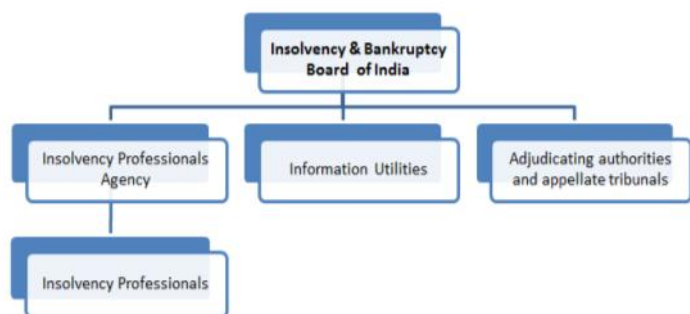 Insolvency & Bankruptcy
Board of India
Insolvency Professionals
Agency
Information Utilities
Adjudicating authorities
and appellate tribunals
Insolvency Professionals